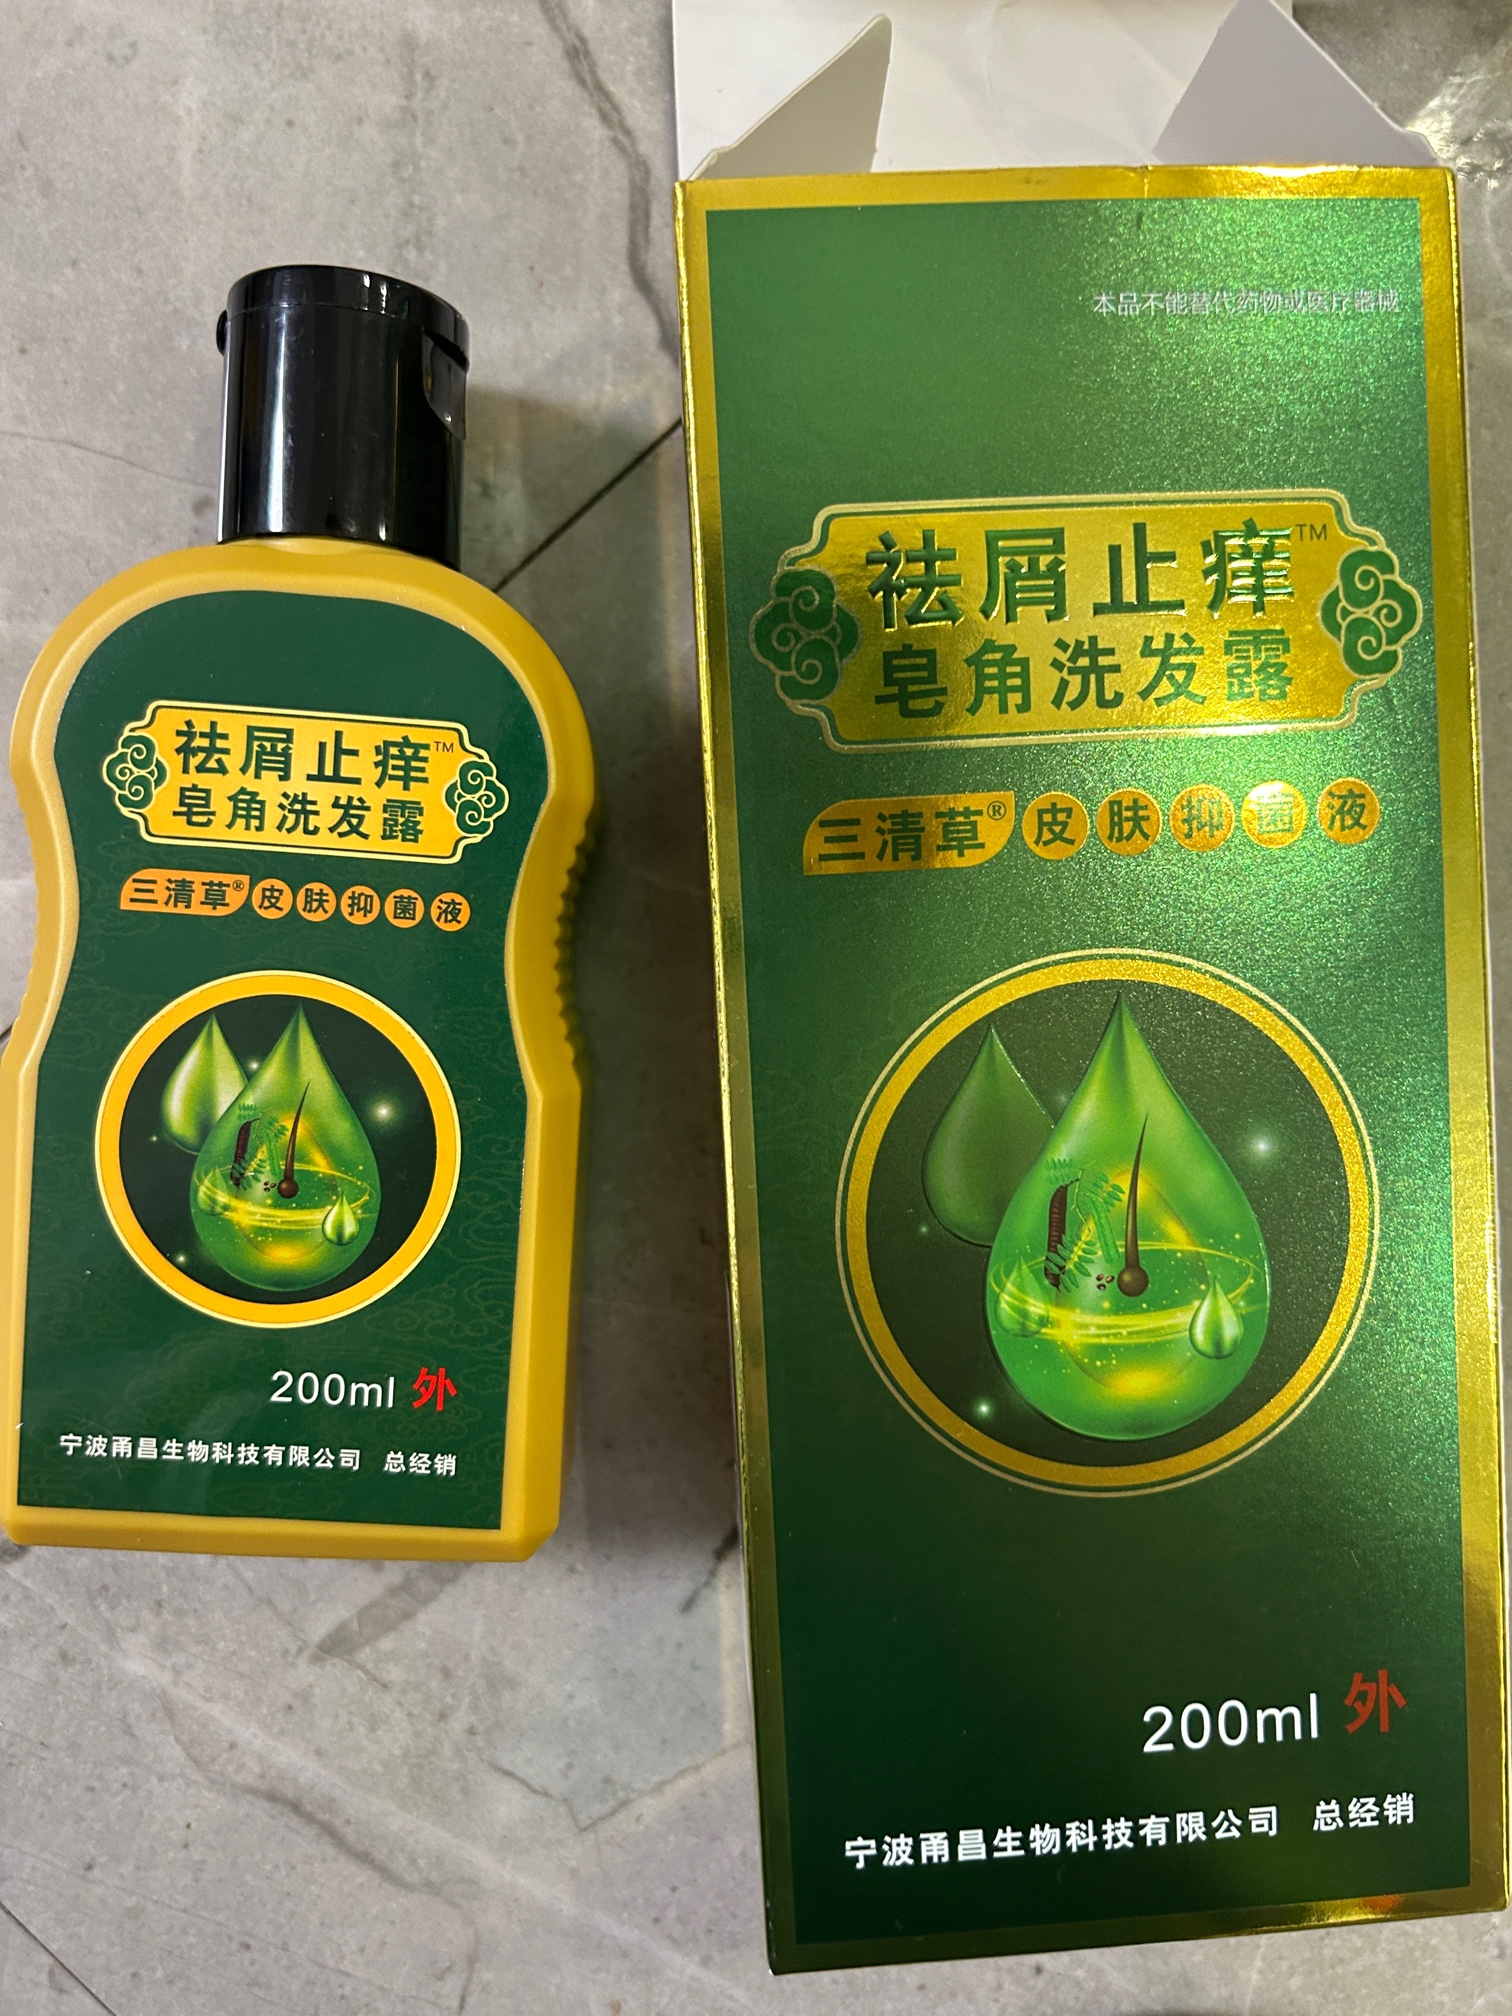 祛屑止痒™
皂角洗发露
三清草®皮肤抑菌液
200ml 外
宁波甬昌生物科技有限公司 总经销
本品不能替代药物或医疗器械
祛屑止痒™
皂角洗发露
三清草®皮肤抑菌液
200ml 外
宁波甬昌生物科技有限公司 总经销